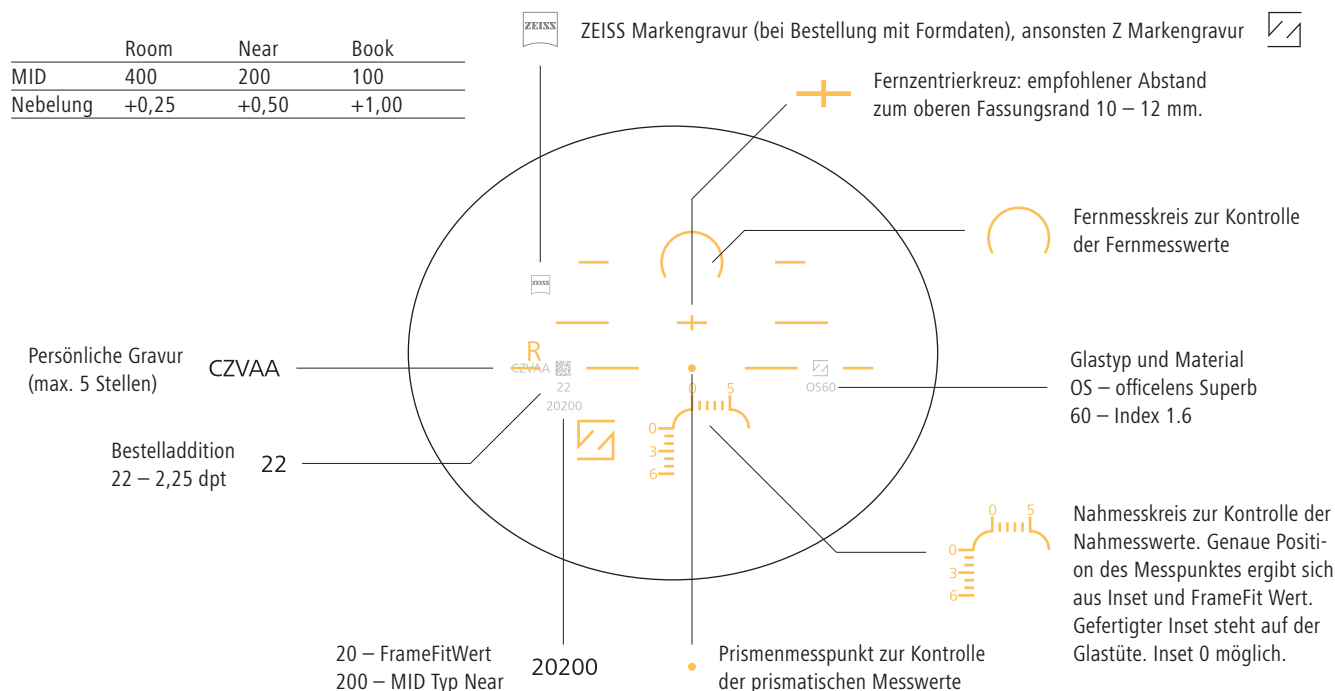 ZEISS ZEISS Markengravur (bei Bestellung mit Formdaten), ansonsten Z Markengravur
Room Near Book
MID 400 200 100
Nebelung +0,25 +0,50 +1,00
Fernzentrierkreuz: empfohlener Abstand
zum oberen Fassungsrand 10 – 12 mm.
Fernmesskreis zur Kontrolle
der Fernmesswerte
ZEISS
R
Persönliche Gravur
(max. 5 Stellen)
CZVAA
CZVAA
22
20200
0 5
0
3
6
OS60
Glastyp und Material
OS – officelens Superb
60 – Index 1.6
Bestelladdition
22 – 2,25 dpt
22
0 5
0
3
6
Nahmesskreis zur Kontrolle der
Nahmesswerte. Genaue Positi-
on des Messpunktes ergibt sich
aus Inset und FrameFit Wert.
Gefertigter Inset steht auf der
Glastüte. Inset 0 möglich.
20 – FrameFitWert
200 – MID Typ Near
20200
Prismenmesspunkt zur Kontrolle
der prismatischen Messwerte